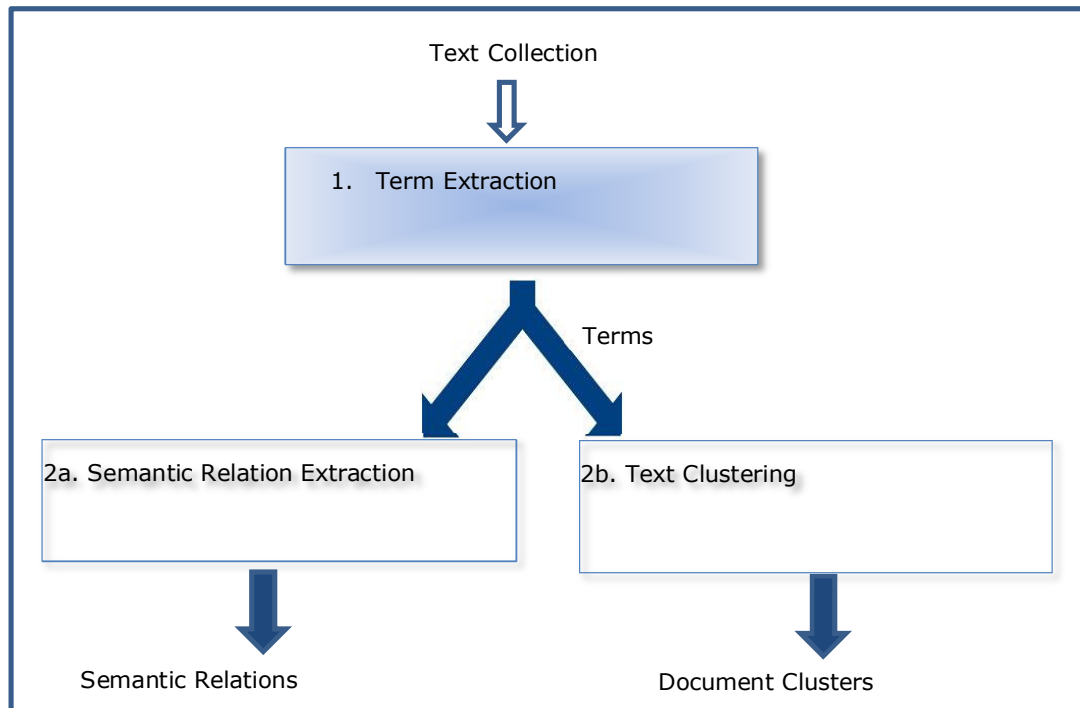 Text Collection
1. Term Extraction
Terms
2a. Semantic Relation Extraction
2b. Text Clustering
Semantic Relations
Document Clusters